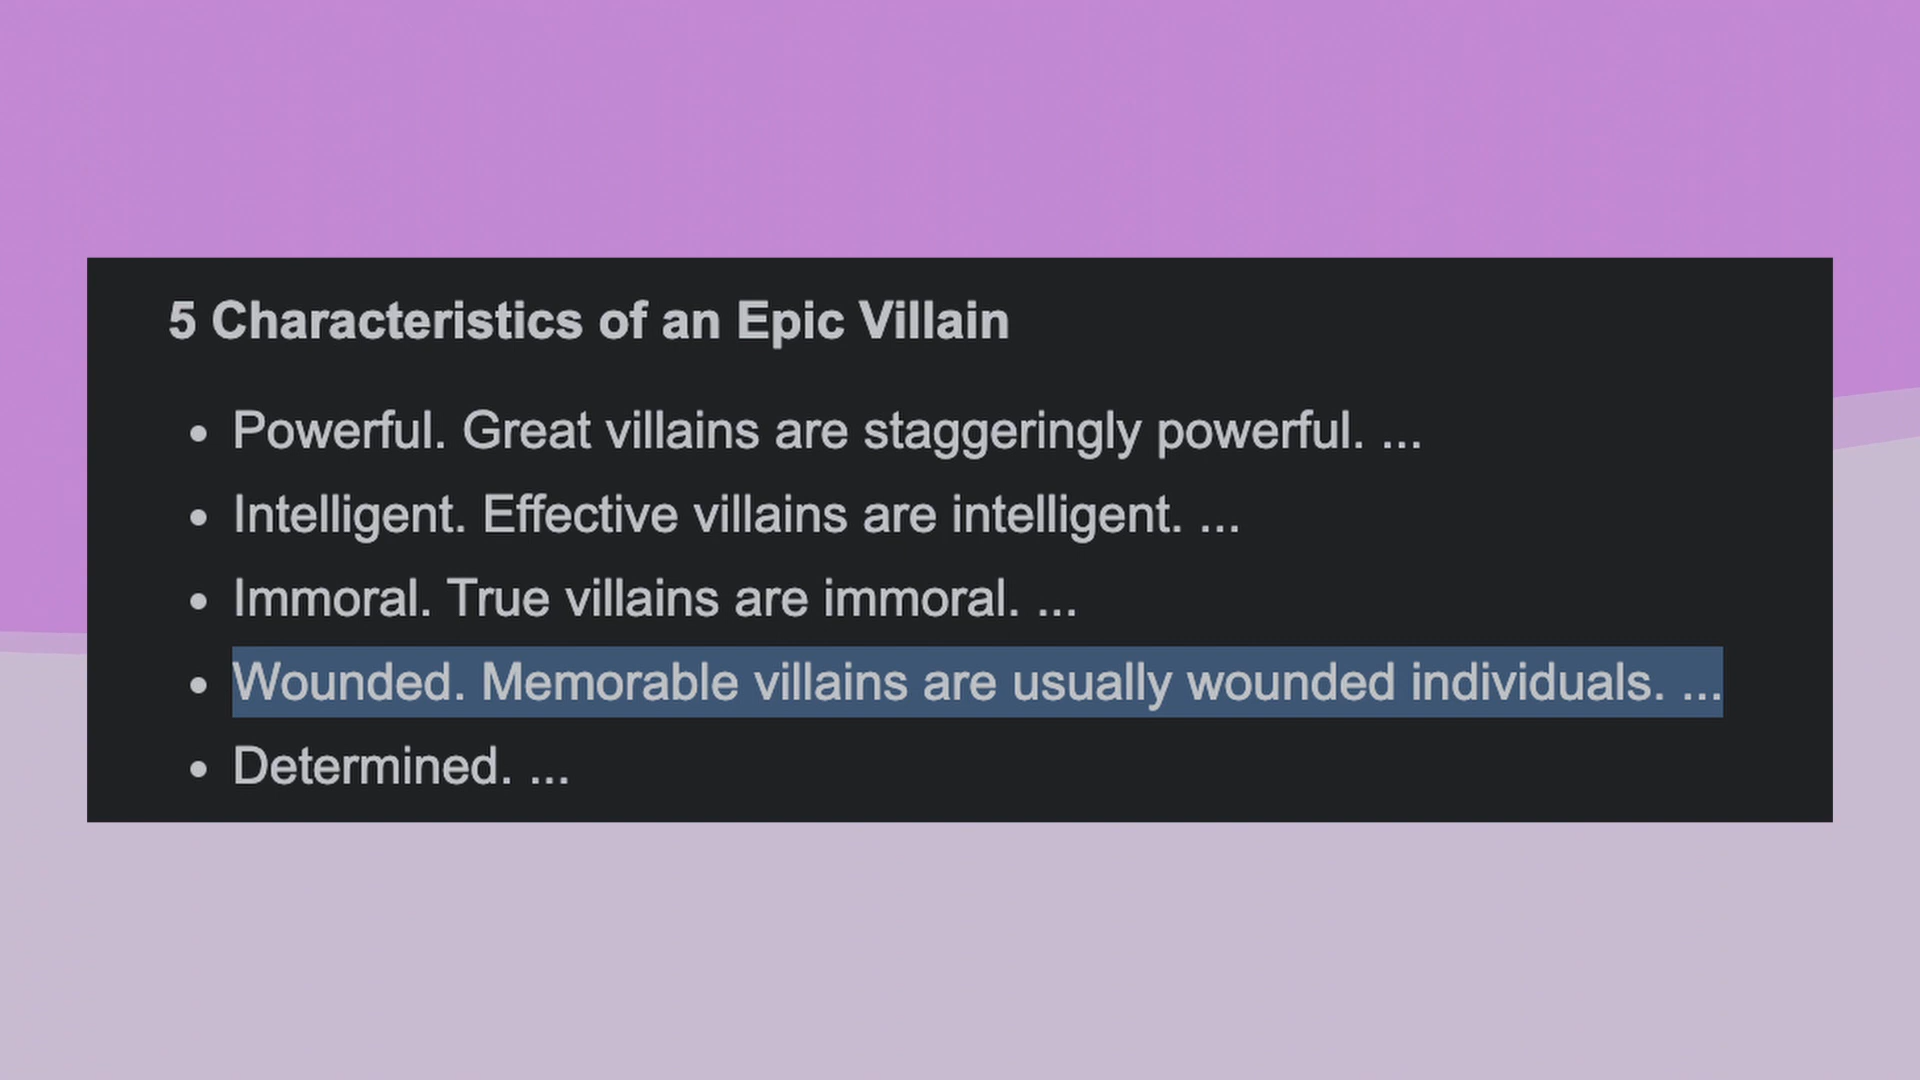 5 Characteristics of an Epic Villain
• Powerful. Great villains are staggeringly powerful. ...
• Intelligent. Effective villains are intelligent. ...
• Immoral. True villains are immoral. ...
• Wounded. Memorable villains are usually wounded individuals. ...
• Determined. ...